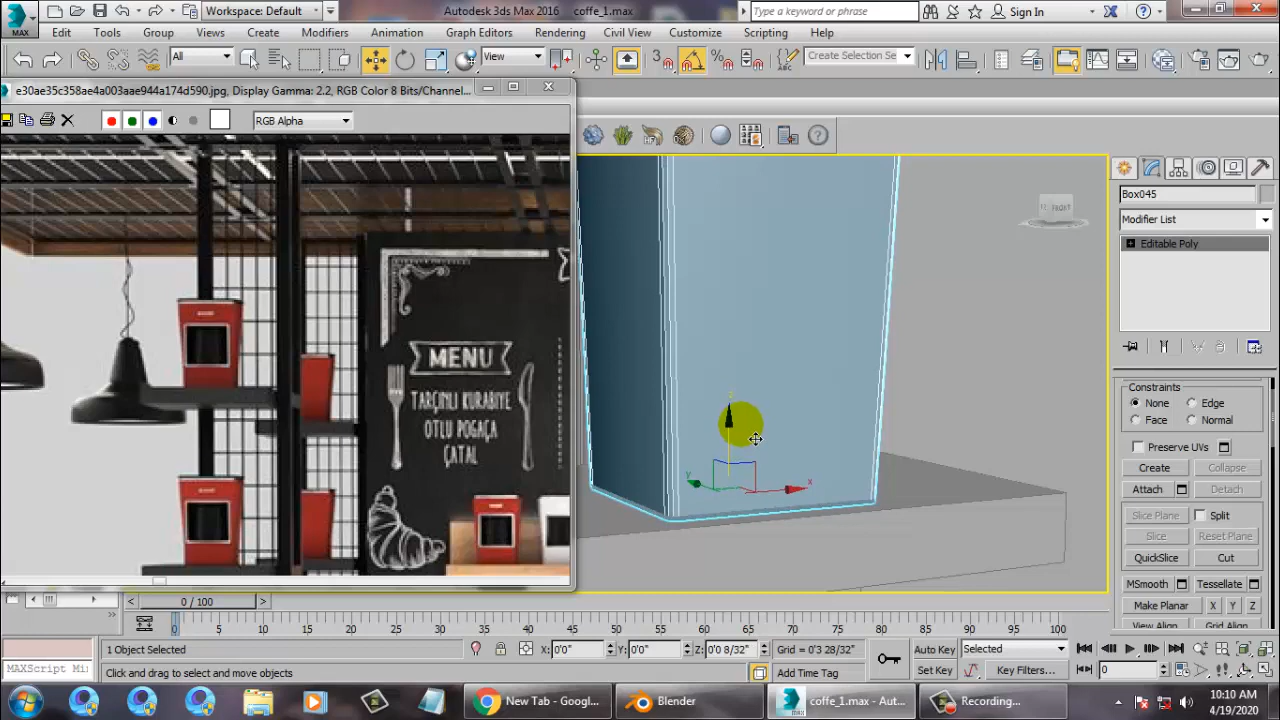 Workspace: Default
Autodesk 3ds Max 2016 coffe_1.max
Type a keyword or phrase
Sign In
MAX
Edit Tools Group Views Create Modifiers Animation Graph Editors Rendering Civil View Customize Scripting Help
All
View
Create Selection Se
e30ae35c358ae4a003aae944a174d590.jpg, Display Gamma: 2.2, RGB Color 8 Bits/Channel...
RGB Alpha
MENU
TARÇINLI KURABIYE
OTLU POGAÇA
ÇATAL
FRONT
x
y
Box045
Modifier List
Editable Poly
Constraints
None Edge
Face Normal
Preserve UVs
Create Collapse
Attach Detach
Slice Plane Split
Slice Reset Plane
QuickSlice Cut
MSmooth Tessellate
Make Planar X Y Z
View Align Grid Align
0 / 100
0 5 10 15 20 25 30 35 40 45 50 55 60 65 70 75 80 85 90 95 100
1 Object Selected
X: 0'0" Y: 0'0" Z: 0'0 8/32" Grid = 0'3 28/32"
Auto Key Selected
MAXScript Mi
Click and drag to select and move objects
Add Time Tag
Set Key Key Filters...
0
New Tab - Googl...
Blender
coffe_1.max - Aut...
Recording...
10:10 AM
4/19/2020